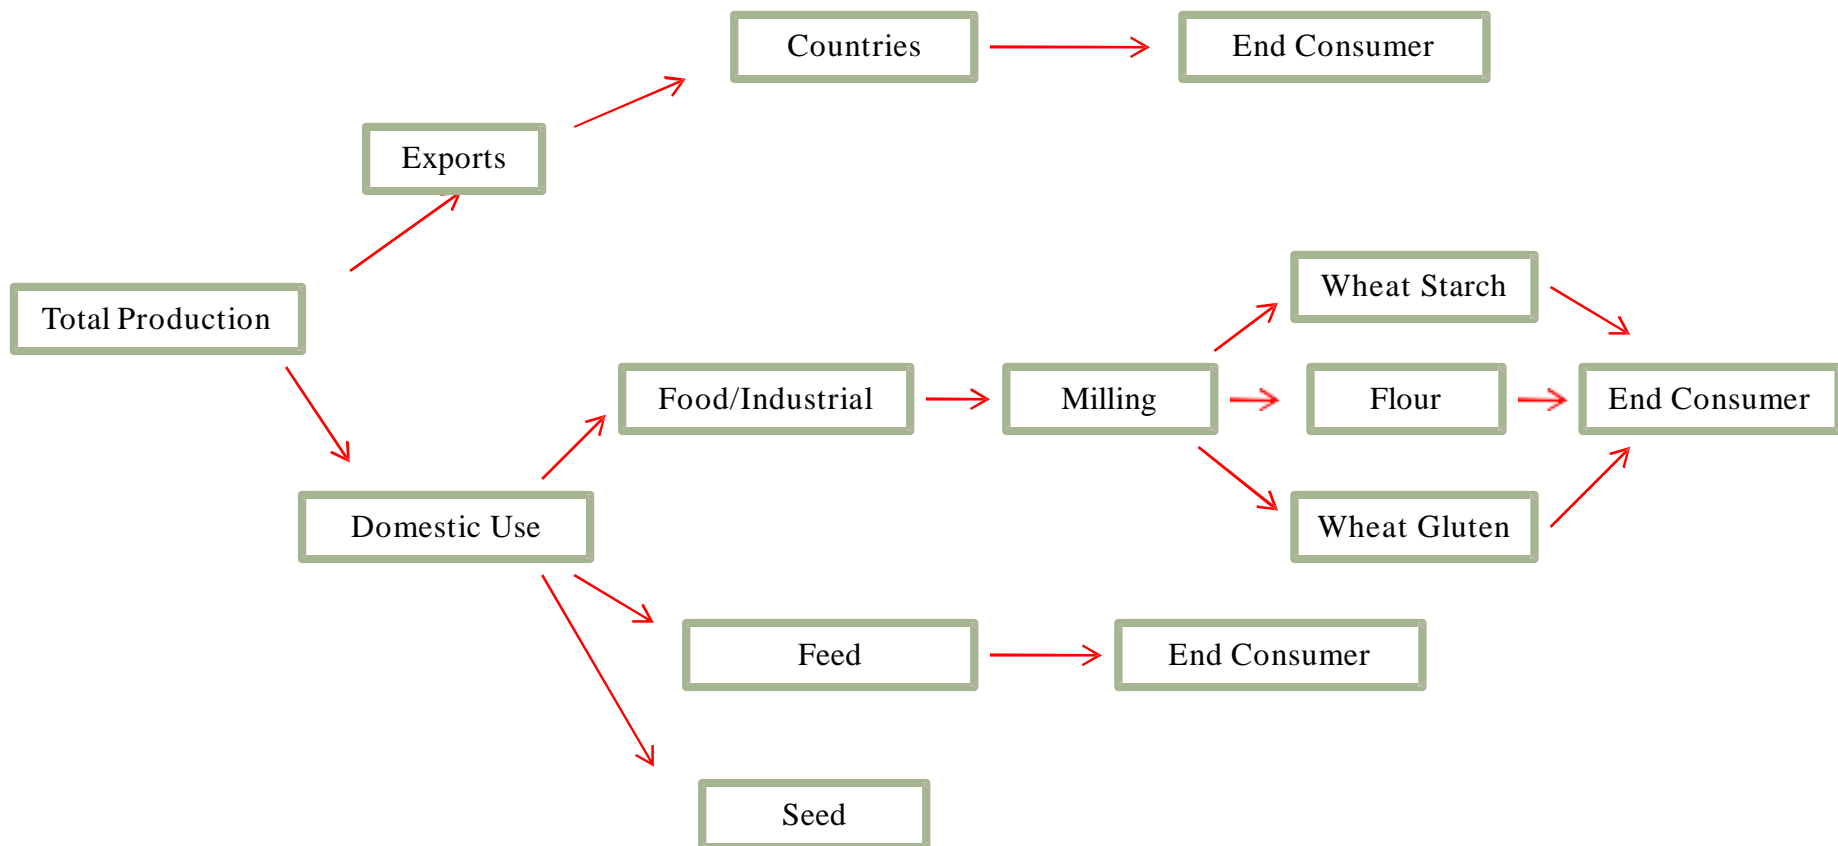 Countries
End Consumer
Exports
Total Production
Wheat Starch
Food/Industrial
Milling
Flour
End Consumer
Domestic Use
Wheat Gluten
Feed
End Consumer
Seed